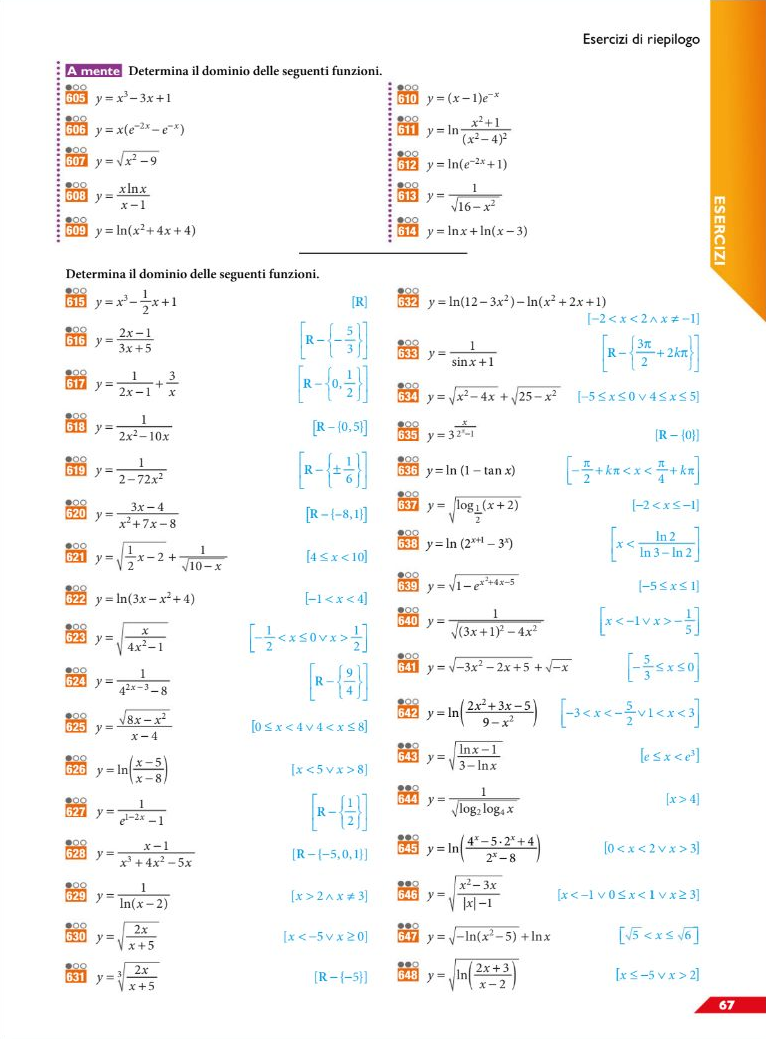 Esercizi di riepilogo
A mente Determina il dominio delle seguenti funzioni.
605 y = x³ − 3x + 1
606 y = x(e⁻²ˣ − e⁻ˣ)
607 y = √(x² − 9)
608 y = (x ln x)/(x − 1)
609 y = ln(x² + 4x + 4)
610 y = (x − 1)e⁻ˣ
611 y = ln (x² + 1)/(x² − 4)²
612 y = ln(e⁻²ˣ + 1)
613 y = 1/√(16 − x²)
614 y = ln x + ln(x − 3)
Determina il dominio delle seguenti funzioni.
615 y = x³ − 1/2 x + 1 [R]
616 y = (2x − 1)/(3x + 5) [R − {−5/3}]
617 y = 1/(2x − 1) + 3/x [R − {0, 1/2}]
618 y = 1/(2x² − 10x) [R − {0, 5}]
619 y = 1/(2 − 72x²) [R − {± 1/6}]
620 y = (3x − 4)/(x² + 7x − 8) [R − {−8, 1}]
621 y = √(1/2 x − 2) + 1/√(10 − x) [4 ≤ x < 10]
622 y = ln(3x − x² + 4) [−1 < x < 4]
623 y = √(x/(4x² − 1)) [−1/2 < x ≤ 0 ∨ x > 1/2]
624 y = 1/(4²ˣ⁻³ − 8) [R − {9/4}]
625 y = √(8x − x²)/(x − 4) [0 ≤ x < 4 ∨ 4 < x ≤ 8]
626 y = ln((x − 5)/(x − 8)) [x < 5 ∨ x > 8]
627 y = 1/(e¹⁻²ˣ − 1) [R − {1/2}]
628 y = (x − 1)/(x³ + 4x² − 5x) [R − {−5, 0, 1}]
629 y = 1/ln(x − 2) [x > 2 ∧ x ≠ 3]
630 y = √(2x/(x + 5)) [x < −5 ∨ x ≥ 0]
631 y = ³√(2x/(x + 5)) [R − {−5}]
632 y = ln(12 − 3x²) − ln(x² + 2x + 1)
[−2 < x < 2 ∧ x ≠ −1]
633 y = 1/(sin x + 1) [R − {3π/2 + 2kπ}]
634 y = √(x² − 4x) + √(25 − x²) [−5 ≤ x ≤ 0 ∨ 4 ≤ x ≤ 5]
635 y = 3^(x/(2ˣ − 1)) [R − {0}]
636 y = ln (1 − tan x) [−π/2 + kπ < x < π/4 + kπ]
637 y = √(log_(1/2)(x + 2)) [−2 < x ≤ −1]
638 y = ln (2ˣ⁺¹ − 3ˣ) [x < ln 2/(ln 3 − ln 2)]
639 y = √(1 − e^(x² + 4x − 5)) [−5 ≤ x ≤ 1]
640 y = 1/√((3x + 1)² − 4x²) [x < −1 ∨ x > −1/5]
641 y = √(−3x² − 2x + 5) + √(−x) [−5/3 ≤ x ≤ 0]
642 y = ln((2x² + 3x − 5)/(9 − x²)) [−3 < x < −5/2 ∨ 1 < x < 3]
643 y = √((ln x − 1)/(3 − ln x)) [e ≤ x < e³]
644 y = 1/√(log₂ log₄ x) [x > 4]
645 y = ln((4ˣ − 5 · 2ˣ + 4)/(2ˣ − 8)) [0 < x < 2 ∨ x > 3]
646 y = √((x² − 3x)/(|x| − 1)) [x < −1 ∨ 0 ≤ x < 1 ∨ x ≥ 3]
647 y = √(−ln(x² − 5)) + ln x [√5 < x ≤ √6]
648 y = √(ln((2x + 3)/(x − 2))) [x ≤ −5 ∨ x > 2]
ESERCIZI
67